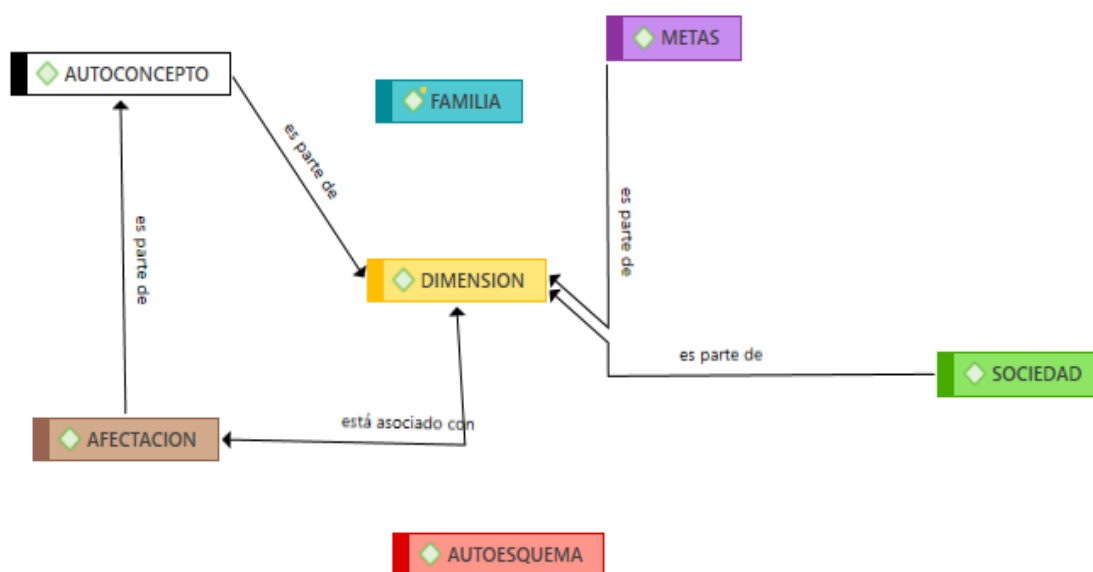 METAS
AUTOCONCEPTO
FAMILIA
es parte de
es parte de
es parte de
DIMENSION
es parte de
SOCIEDAD
está asociado con
AFECTACION
AUTOESQUEMA